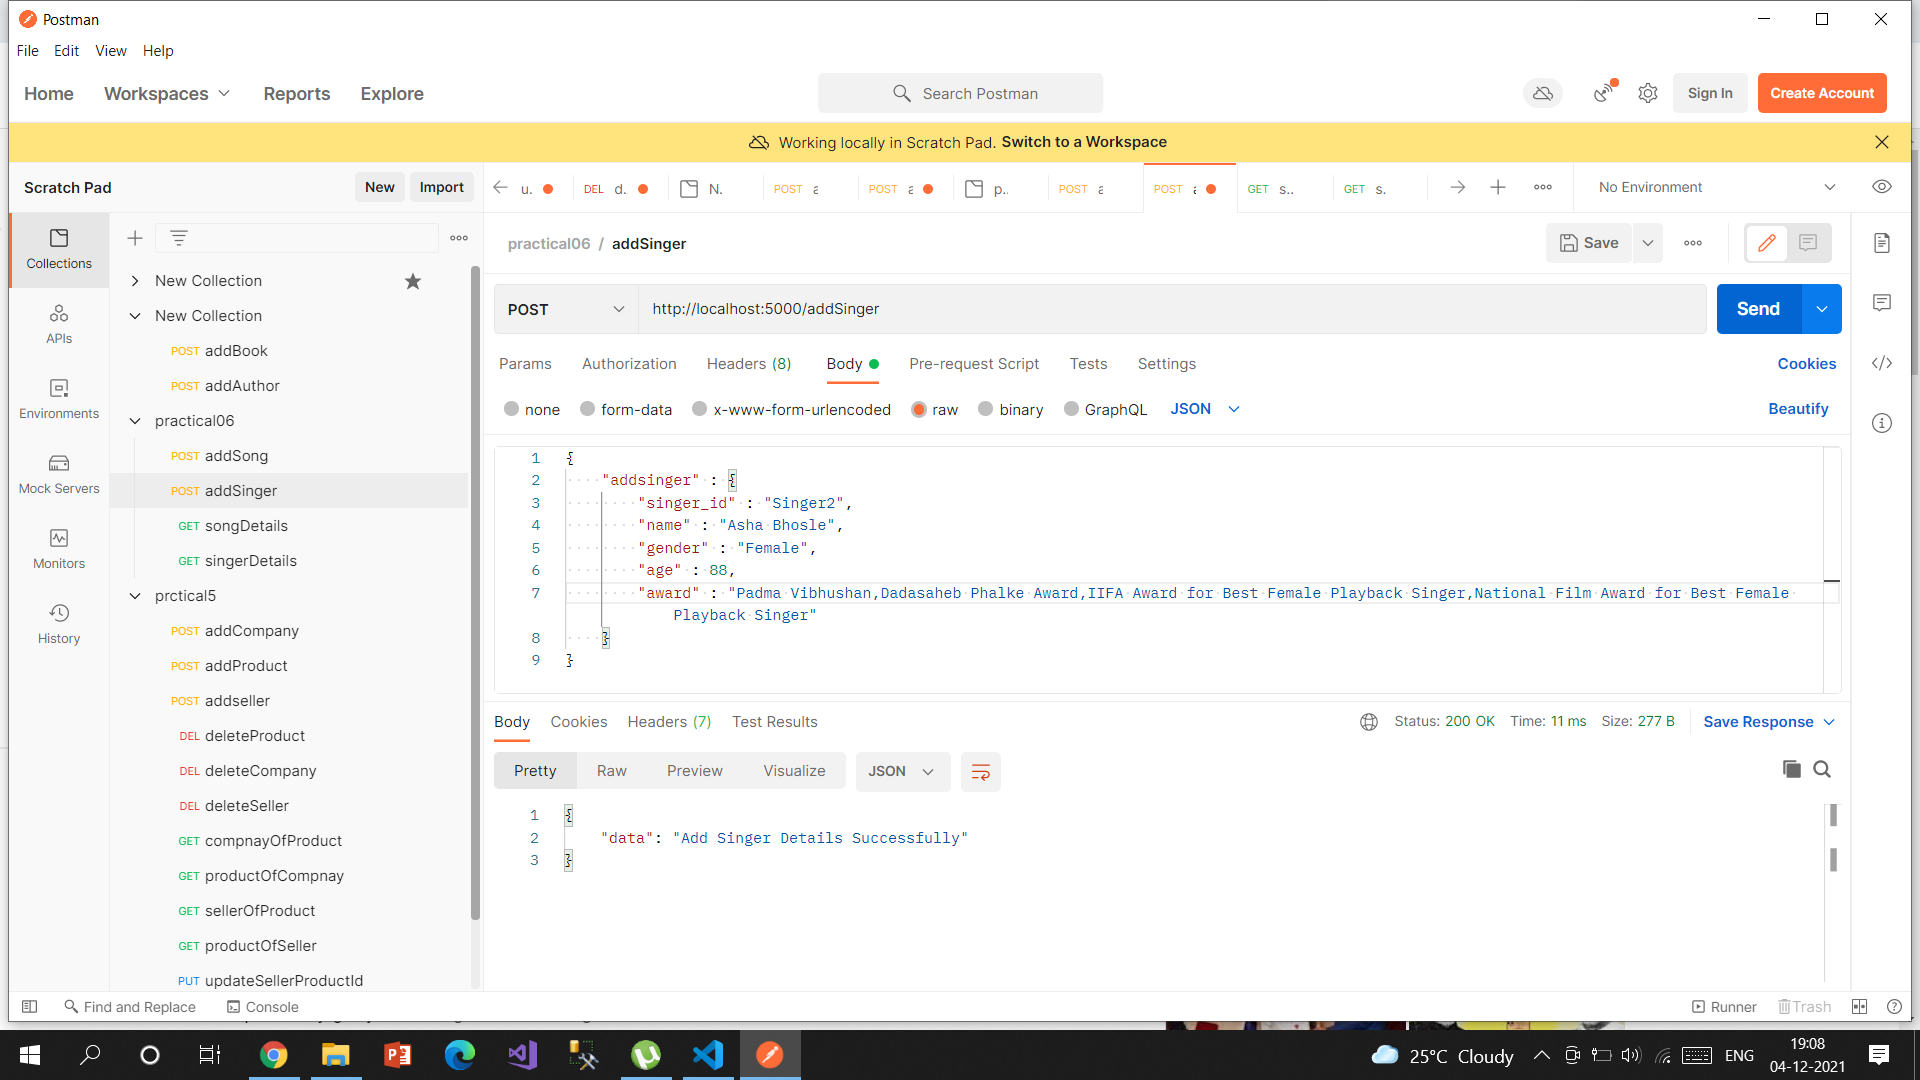 Postman
File Edit View Help
Home Workspaces Reports Explore Search Postman Sign In Create Account
Working locally in Scratch Pad. Switch to a Workspace
Scratch Pad New Import u. DEL d. N. POST POST p.. POST POST GET s.. GET s. No Environment
Collections
APIs
Environments
Mock Servers
Monitors
History
New Collection
New Collection
POST addBook
POST addAuthor
practical06
POST addSong
POST addSinger
GET songDetails
GET singerDetails
prctical5
POST addCompany
POST addProduct
POST addseller
DEL deleteProduct
DEL deleteCompany
DEL deleteSeller
GET compnayOfProduct
GET productOfCompnay
GET sellerOfProduct
GET productOfSeller
PUT updateSellerProductId
practical06 / addSinger Save
POST http://localhost:5000/addSinger Send
Params Authorization Headers (8) Body Pre-request Script Tests Settings Cookies
none form-data x-www-form-urlencoded raw binary GraphQL JSON Beautify
1 {
2 "addsinger" : {
3 "singer_id" : "Singer2",
4 "name" : "Asha Bhosle",
5 "gender" : "Female",
6 "age" : 88,
7 "award" : "Padma Vibhushan,Dadasaheb Phalke Award,IIFA Award for Best Female Playback Singer,National Film Award for Best Female
Playback Singer"
8 }
9 }
Body Cookies Headers (7) Test Results Status: 200 OK Time: 11 ms Size: 277 B Save Response
Pretty Raw Preview Visualize JSON
1 {
2 "data": "Add Singer Details Successfully"
3 }
Find and Replace Console Runner Trash
25°C Cloudy ENG 19:08
04-12-2021